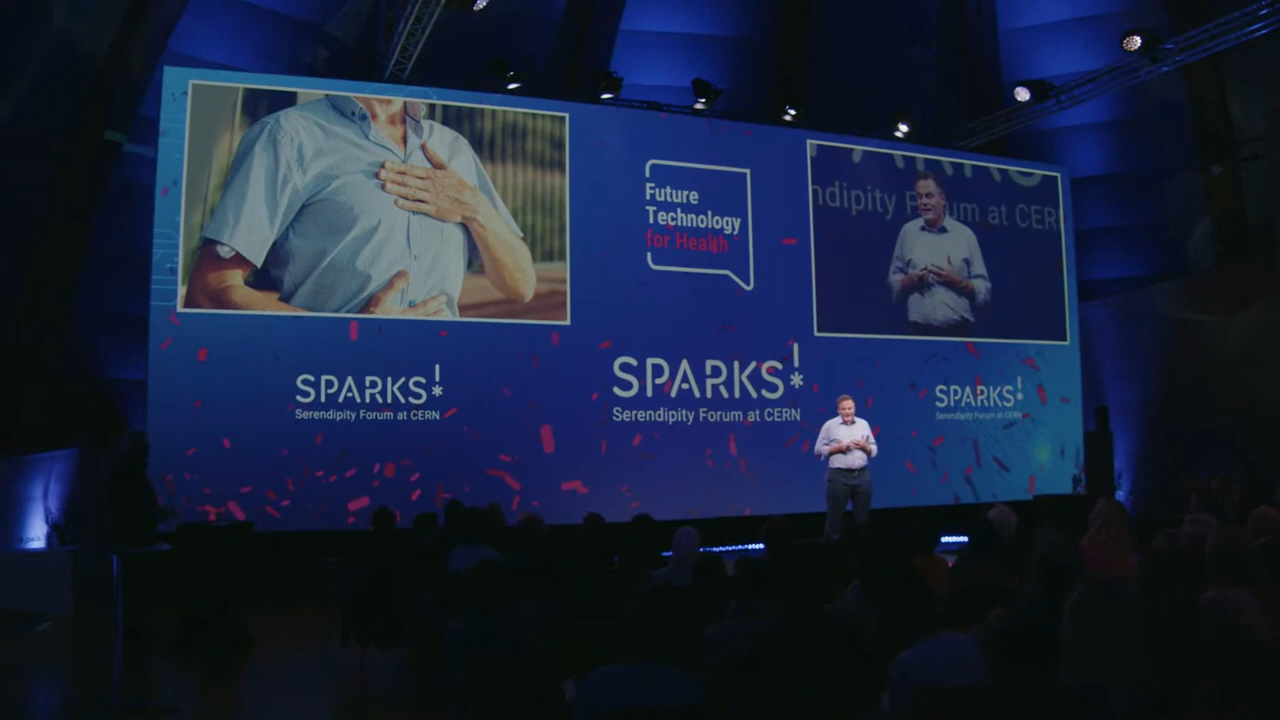 Future
Technology
for Health
ndipity Forum at CERN
SPARKS!
Serendipity Forum at CERN
SPARKS!
Serendipity Forum at CERN
SPARKS!
Serendipity Forum at CERN